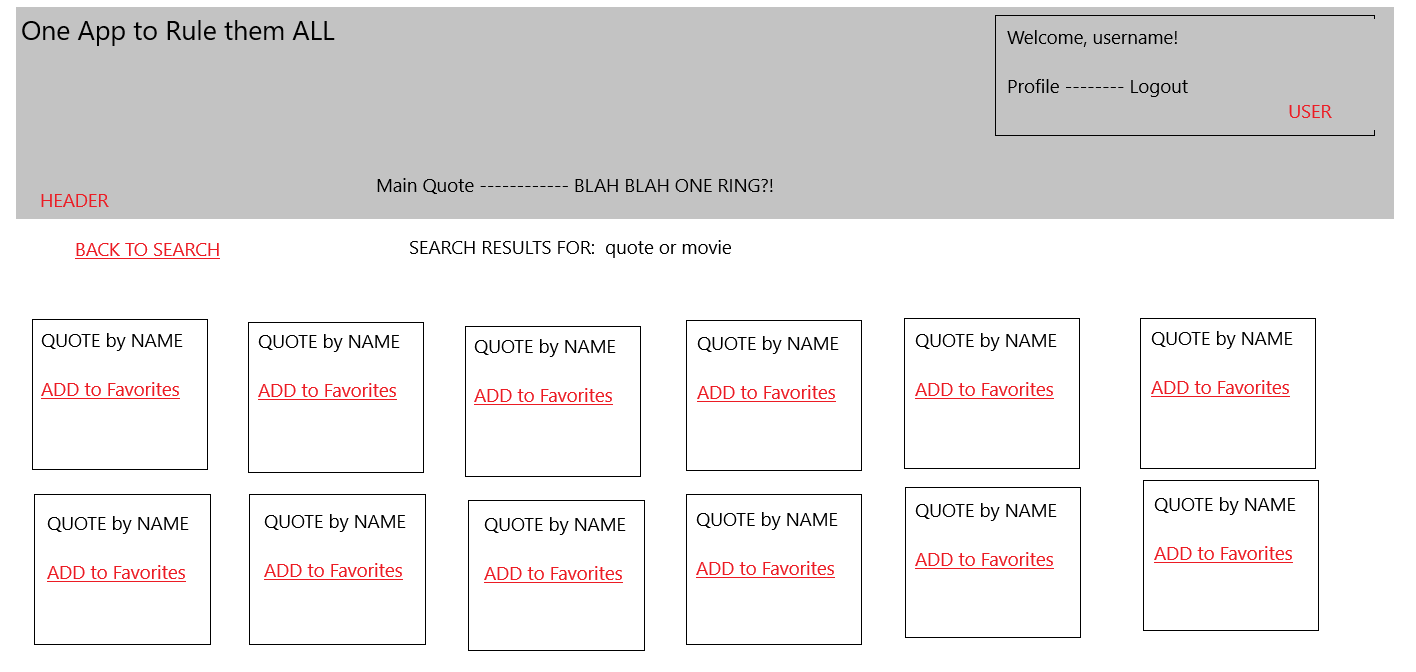 One App to Rule them ALL
Welcome, username!
Profile -------- Logout
USER
Main Quote ------------ BLAH BLAH ONE RING?!
HEADER
BACK TO SEARCH
SEARCH RESULTS FOR:  quote or movie
QUOTE by NAME
ADD to Favorites
QUOTE by NAME
ADD to Favorites
QUOTE by NAME
ADD to Favorites
QUOTE by NAME
ADD to Favorites
QUOTE by NAME
ADD to Favorites
QUOTE by NAME
ADD to Favorites
QUOTE by NAME
ADD to Favorites
QUOTE by NAME
ADD to Favorites
QUOTE by NAME
ADD to Favorites
QUOTE by NAME
ADD to Favorites
QUOTE by NAME
ADD to Favorites
QUOTE by NAME
ADD to Favorites